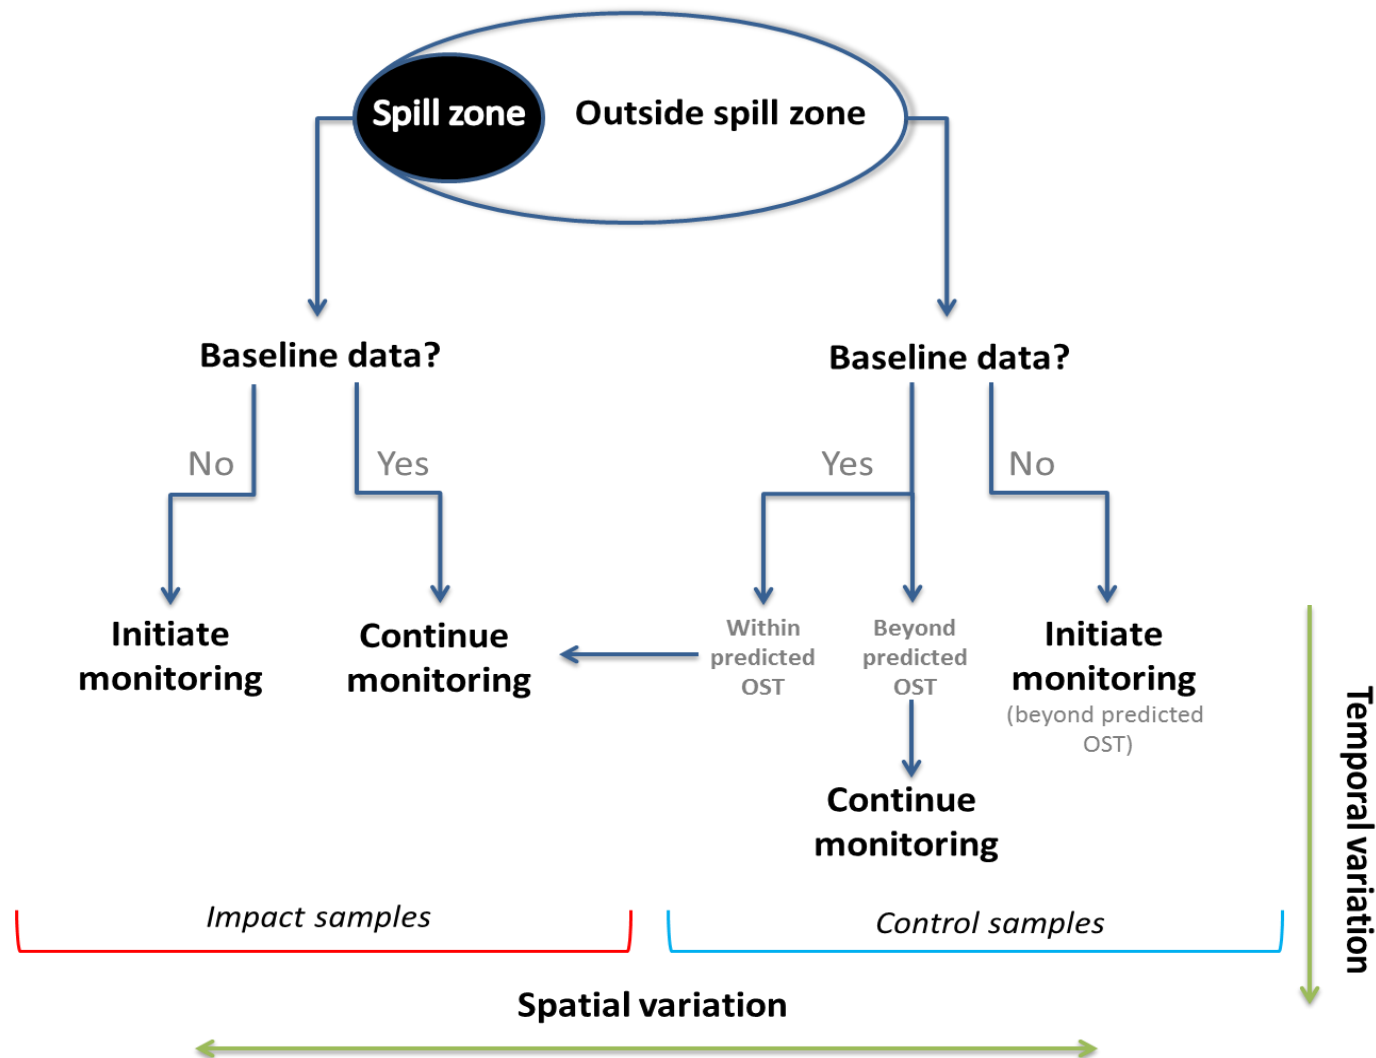 Spill zone
Outside spill zone
Baseline data?
Baseline data?
No
Yes
Yes
No
Initiate
monitoring
Continue
monitoring
Within
predicted
OST
Beyond
predicted
OST
Initiate
monitoring
(beyond predicted
OST)
Continue
monitoring
Temporal variation
Impact samples
Control samples
Spatial variation